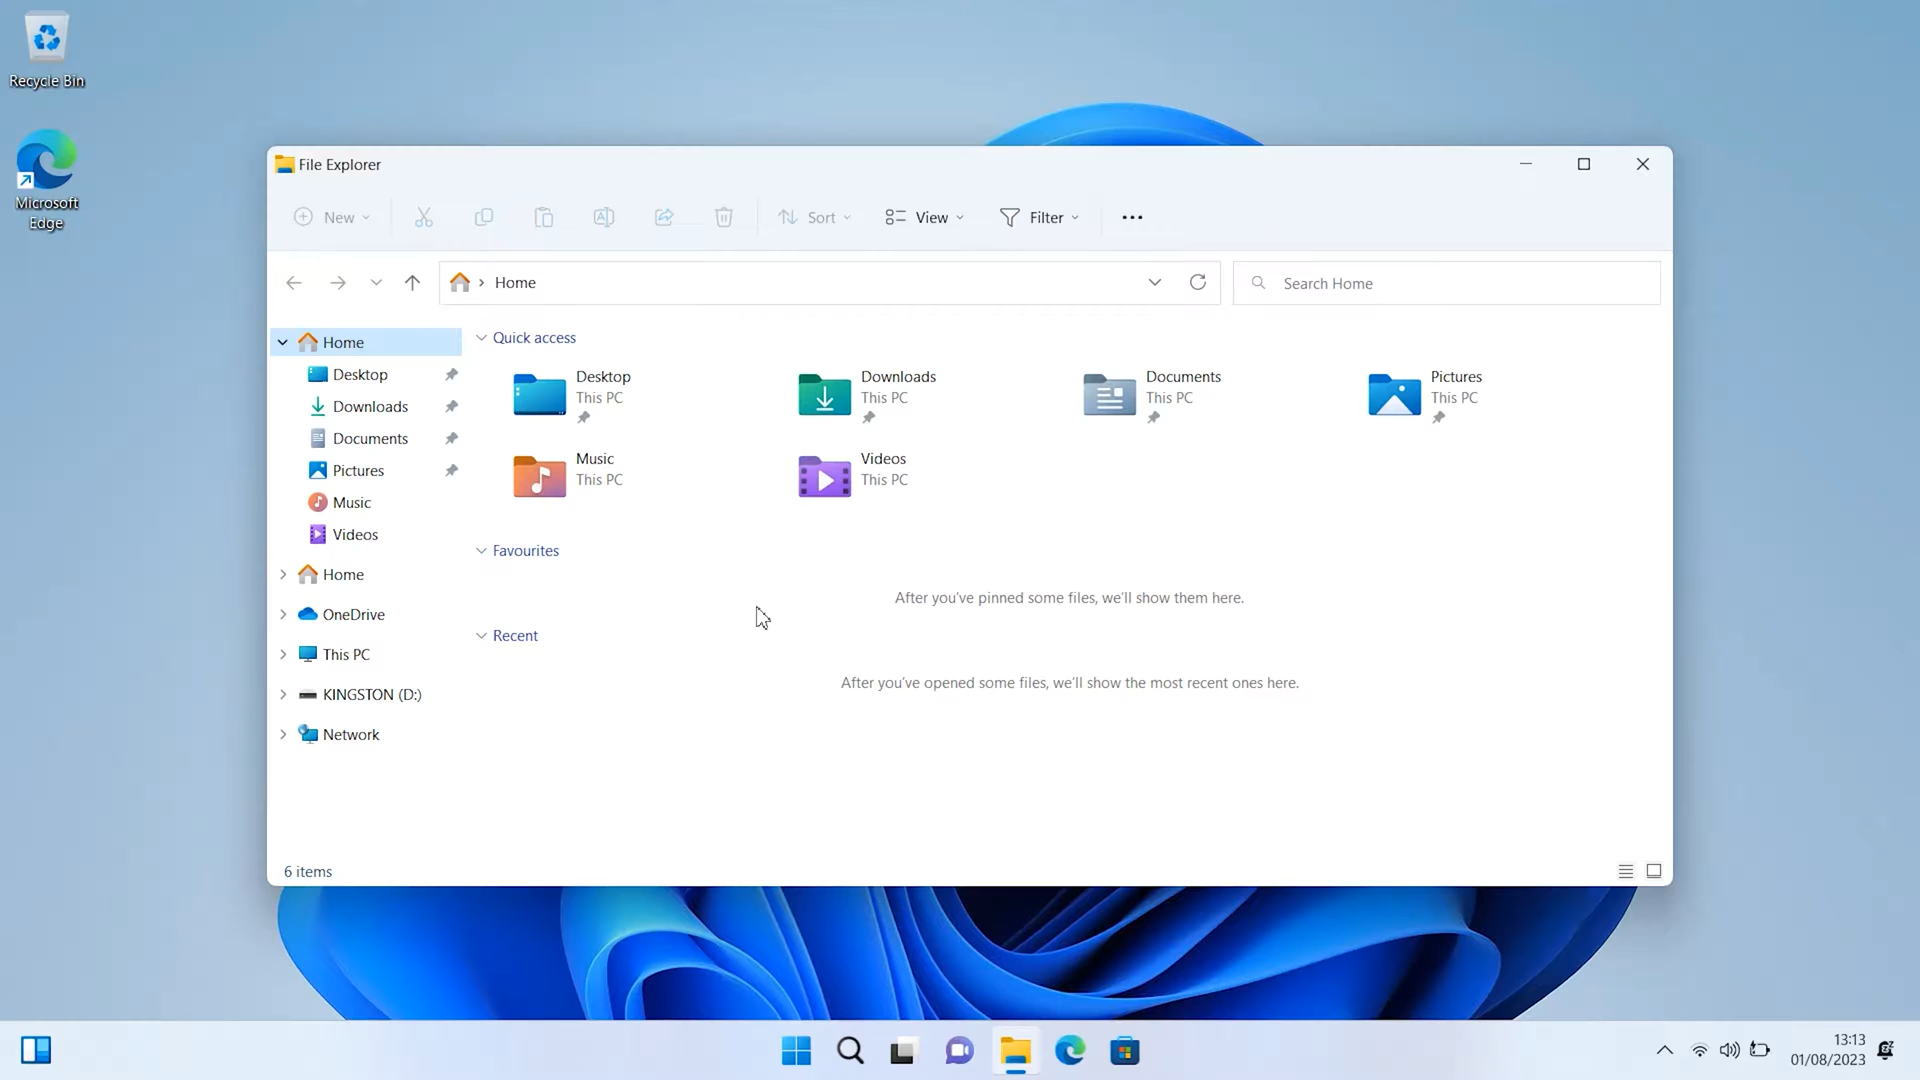 Recycle Bin
Microsoft
Edge
File Explorer
New
Sort
View
Filter
Home
Search Home
Home
Desktop
Downloads
Documents
Pictures
Music
Videos
Home
OneDrive
This PC
KINGSTON (D:)
Network
Quick access
Desktop
This PC
Downloads
This PC
Documents
This PC
Pictures
This PC
Music
This PC
Videos
This PC
Favourites
After you've pinned some files, we'll show them here.
Recent
After you've opened some files, we'll show the most recent ones here.
6 items
13:13
01/08/2023